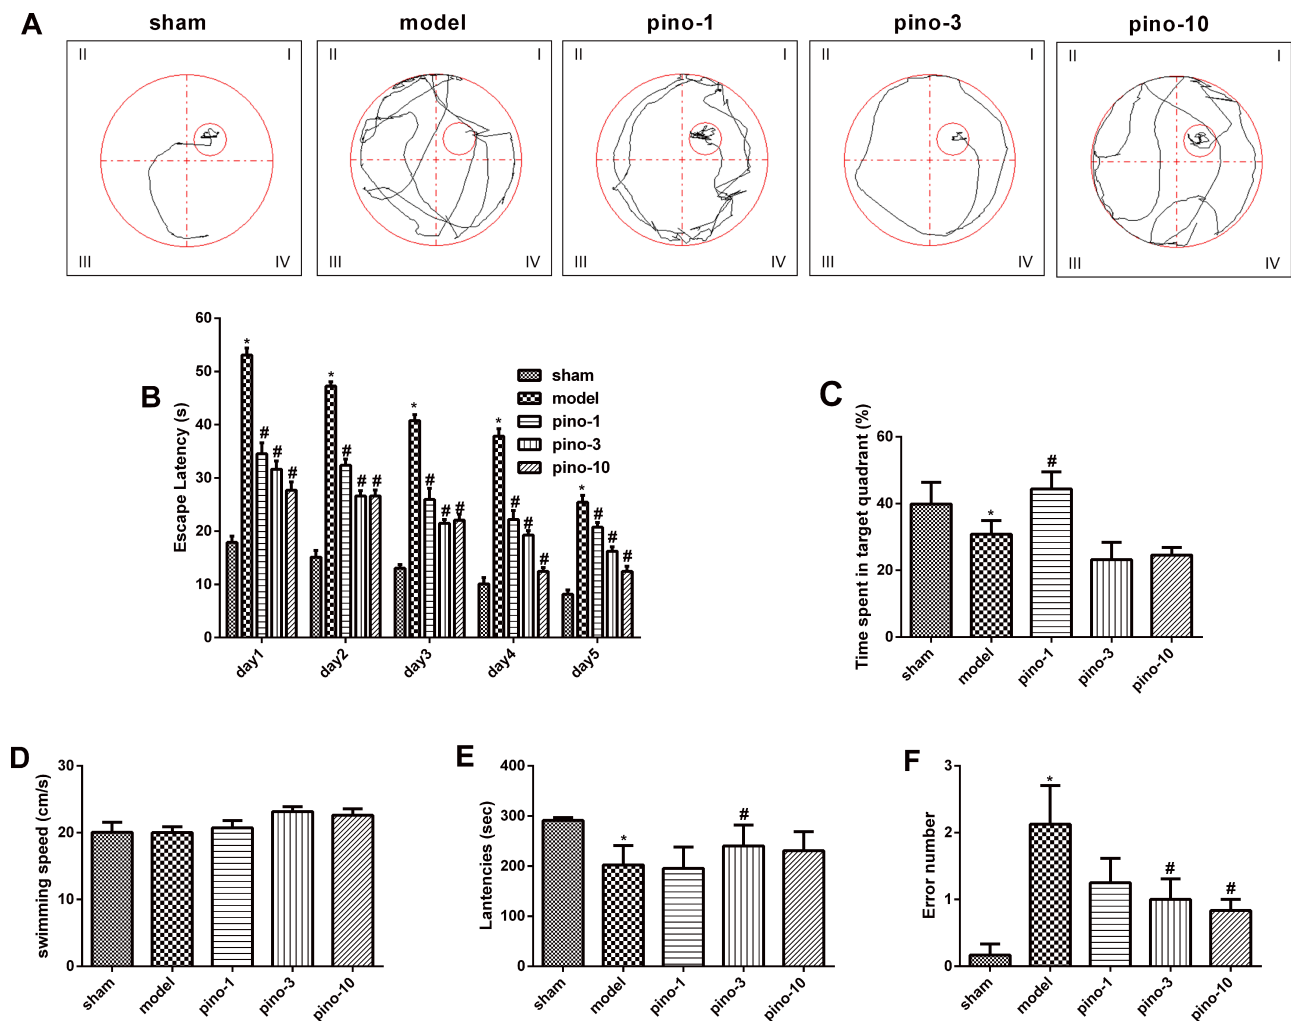 A
sham
model
pino-1
pino-3
pino-10
II
I
III
IV
II
I
III
IV
II
I
III
IV
II
I
III
IV
II
I
III
IV
B
Escape Latency (s)
60
50
40
30
20
10
0
*
#
#
#
*
#
#
#
*
#
#
#
*
#
#
#
*
#
#
#
day1
day2
day3
day4
day5
sham
model
pino-1
pino-3
pino-10
C
Time spent in target quadrant (%)
60
40
20
0
*
#
sham
model
pino-1
pino-3
pino-10
D
swimming speed (cm/s)
30
20
10
0
sham
model
pino-1
pino-3
pino-10
E
Lantencies (sec)
400
300
200
100
0
*
#
sham
model
pino-1
pino-3
pino-10
F
Error number
3
2
1
0
*
#
#
sham
model
pino-1
pino-3
pino-10